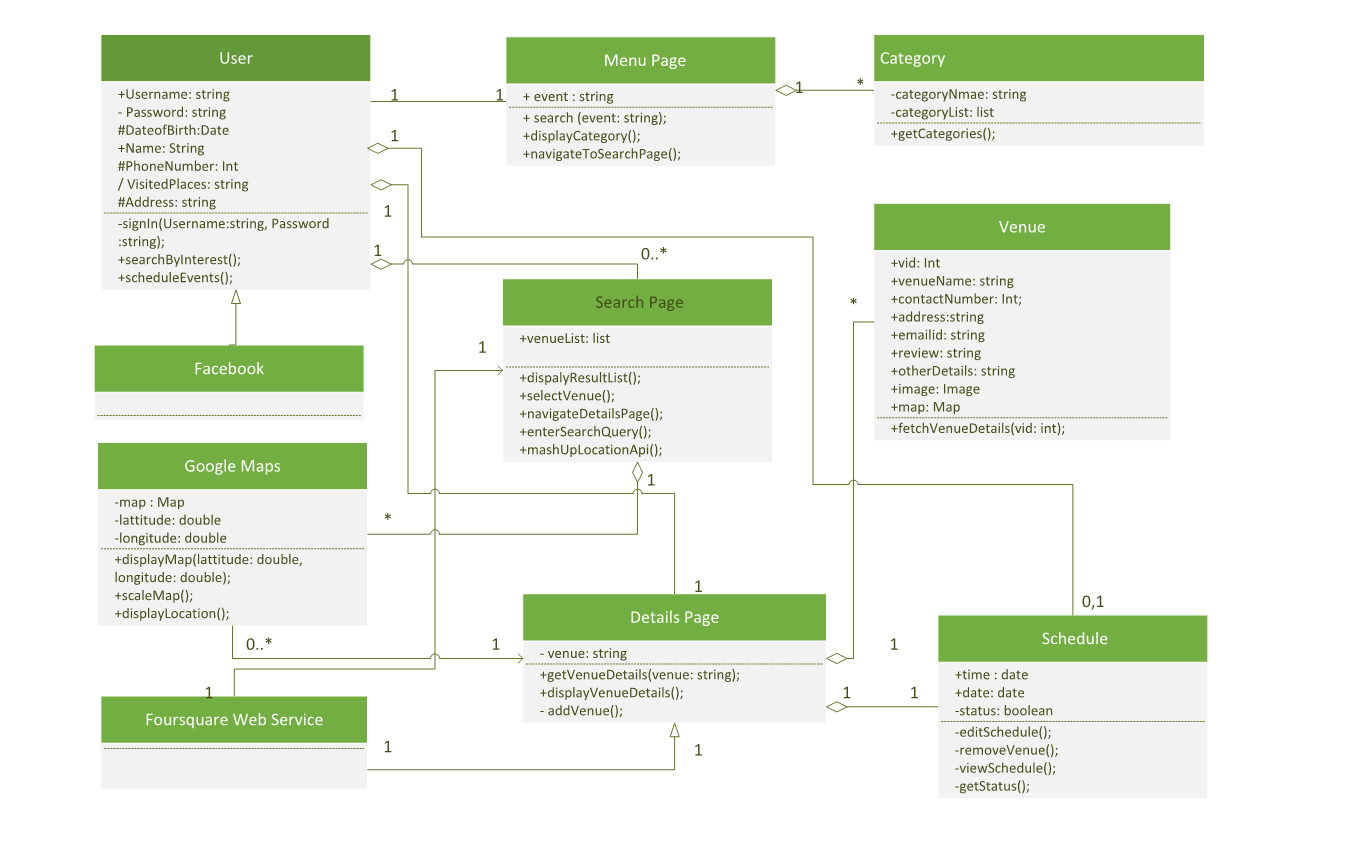 User
+Username: string
- Password: string
#DateofBirth:Date
+Name: String
#PhoneNumber: Int
/ VisitedPlaces: string
#Address: string
-signIn(Username:string, Password
:string);
+searchByInterest();
+scheduleEvents();
1
1
1
1
1
Menu Page
+ event : string
+ search (event: string);
+displayCategory();
+navigateToSearchPage();
1
*
Category
-categoryNmae: string
-categoryList: list
+getCategories();
Venue
+vid: Int
+venueName: string
+contactNumber: Int;
+address:string
+emailid: string
+review: string
+otherDetails: string
+image: Image
+map: Map
+fetchVenueDetails(vid: int);
*
0..*
Search Page
+venueList: list
+dispalyResultList();
+selectVenue();
+navigateDetailsPage();
+enterSearchQuery();
+mashUpLocationApi();
1
1
Facebook
Google Maps
-map : Map
-lattitude: double
-longitude: double
+displayMap(lattitude: double,
longitude: double);
+scaleMap();
+displayLocation();
*
0..*
1
1
Details Page
- venue: string
+getVenueDetails(venue: string);
+displayVenueDetails();
- addVenue();
1
1
1
0,1
Schedule
+time : date
+date: date
-status: boolean
-editSchedule();
-removeVenue();
-viewSchedule();
-getStatus();
1
Foursquare Web Service
1
1